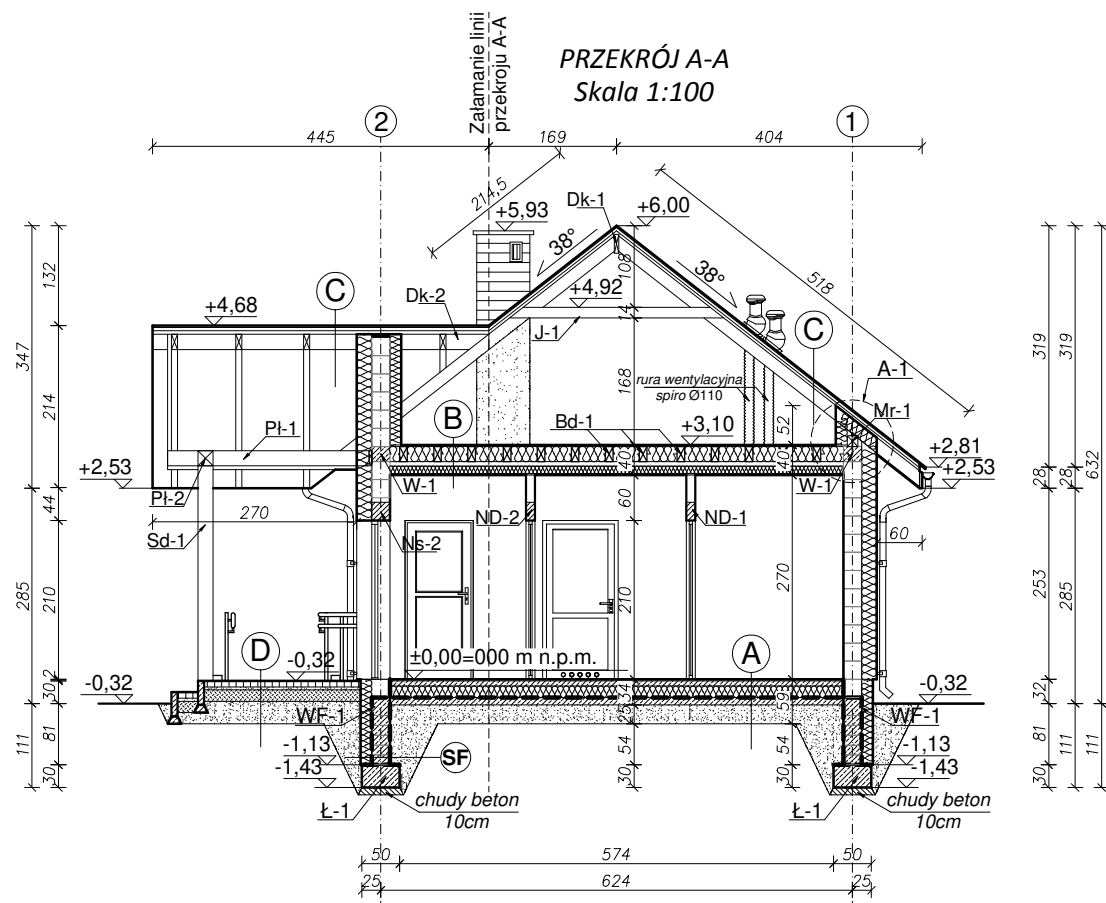 Załamanie linii
przekroju A-A
PRZEKRÓJ A-A
Skala 1:100
2
1
445
169
404
214,5
Dk-1
+6,00
+5,93
38°
38°
518
108
132
C
+4,92
Dk-2
+4,68
14
J-1
C
347
319
319
A-1
168
rura wentylacyjna
spiro Ø110
214
Mr-1
52
B
Bd-1
+3,10
Pł-1
+2,81
632
+2,53
40
40
+2,53
W-1
W-1
28
28
Pł-2
44
270
60
ND-2
ND-1
60
Sd-1
Ns-2
285
210
210
270
253
285
±0,00=000 m n.p.m.
D
-0,32
A
-0,32
30
2
34
59
32
-0,32
WF-1
25
WF-1
111
81
-1,13
SF
54
54
-1,13
81
111
111
-1,43
-1,43
30
30
30
30
Ł-1
chudy beton
10cm
Ł-1
chudy beton
10cm
50
574
50
25
624
25